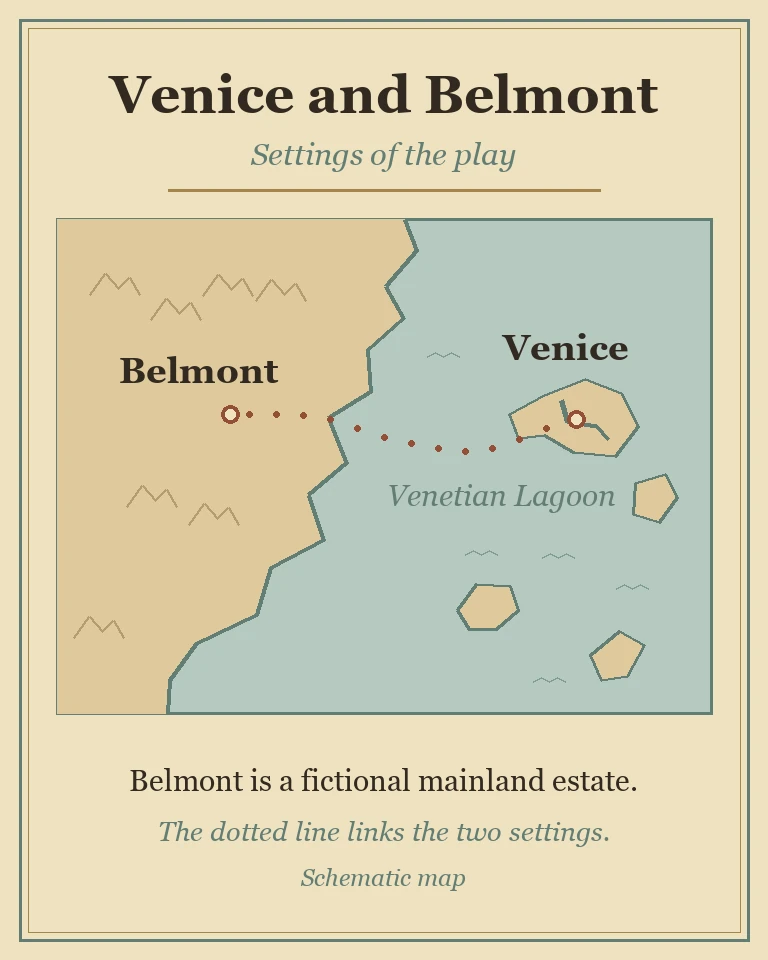 Venice and Belmont
Settings of the play
Venice
Belmont
Venetian Lagoon
Belmont is a fictional mainland estate.
The dotted line links the two settings.
Schematic map